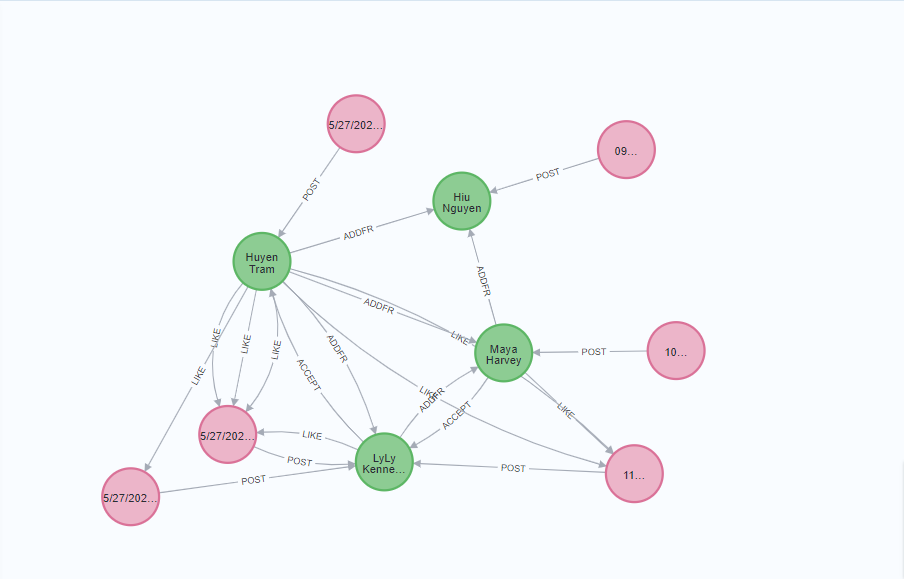 5/27/202...
09...
POST
POST
Hiu
Nguyen
ADDFR
Huyen
Tram
ADDFR
ADDFR
LIKE
LIKE
LIKE
LIKE
ADDFR
LIKE
Maya
Harvey
POST
10...
ACCEPT
LIKE
ADDFR
ACCEPT
LIKE
5/27/202...
LIKE
POST
LyLy
Kenne...
POST
11...
5/27/202...
POST